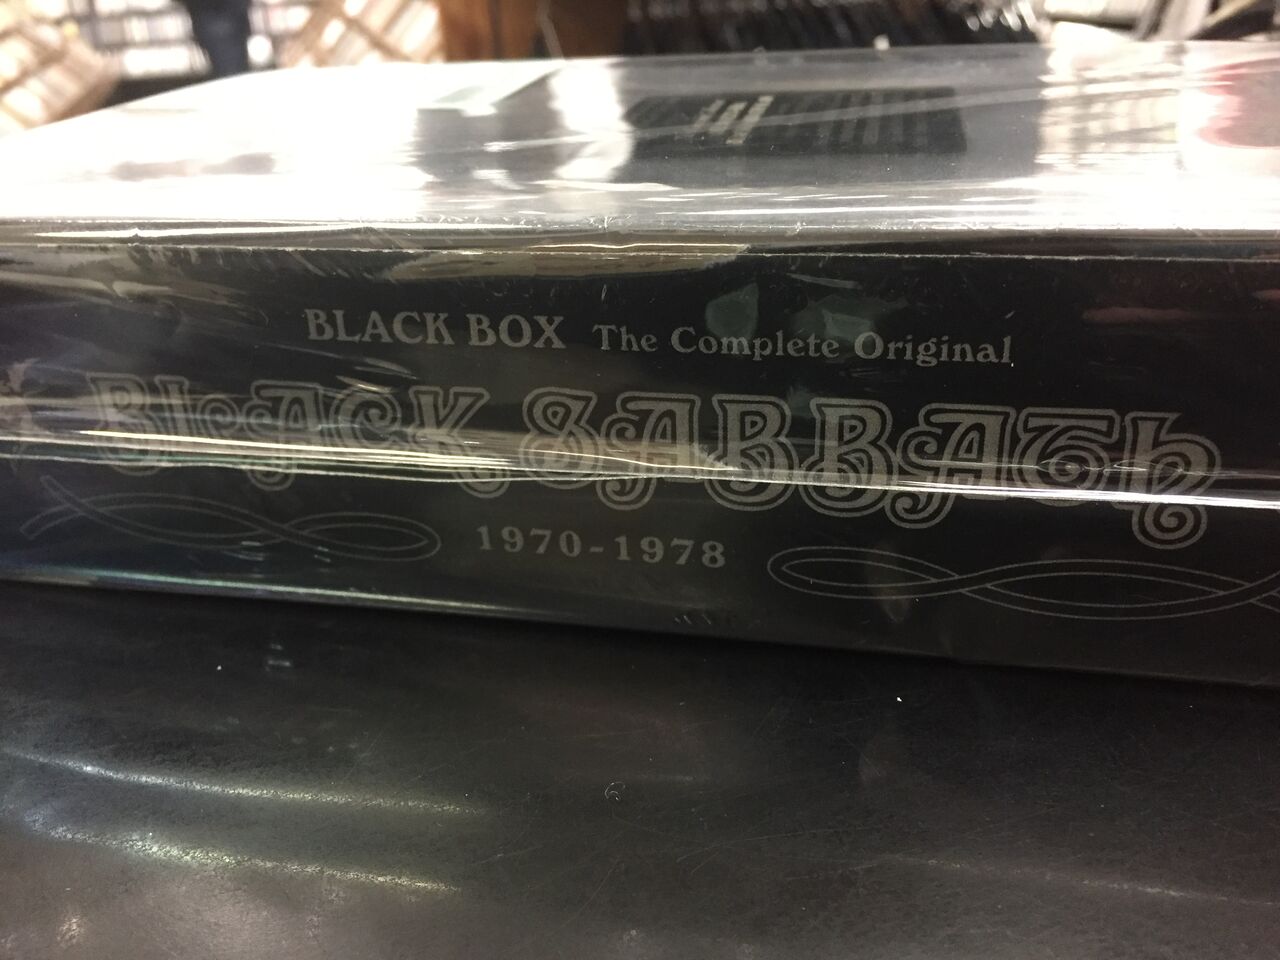 BLACK BOX The Complete Original
BLACK SABBATH
1970-1978